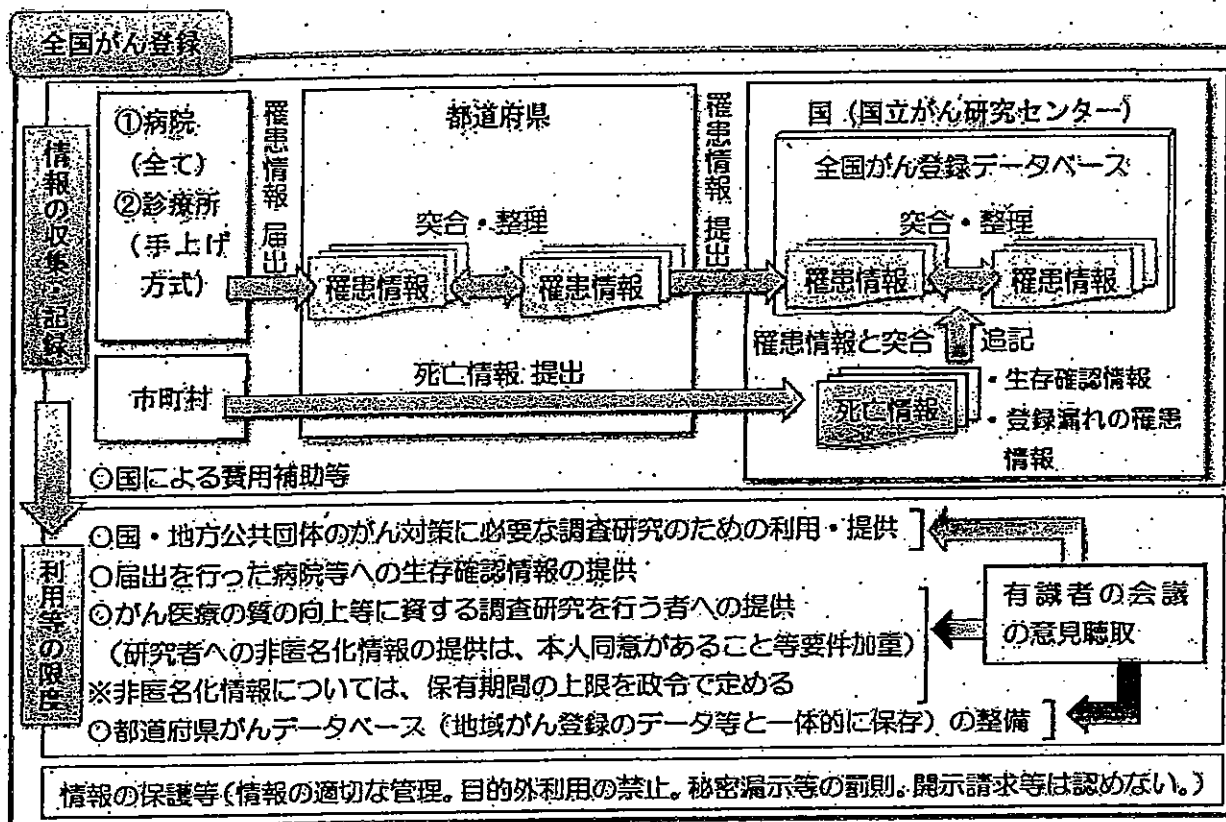 全国がん登録
情報の収集・記録
①病院
(全て)
②診療所
(手上げ
方式)
罹患情報 届出
都道府県
突合・整理
罹患情報
罹患情報
罹患情報 提出
国(国立がん研究センター)
全国がん登録データベース
突合・整理
罹患情報
罹患情報
罹患情報と突合
追記
市町村
死亡情報 提出
死亡情報
・生存確認情報
・登録漏れの罹患
情報
○国による費用補助等
利用等の限度
○国・地方公共団体のがん対策に必要な調査研究のための利用・提供
○届出を行った病院等への生存確認情報の提供
○がん医療の質の向上等に資する調査研究を行う者への提供
(研究者への非匿名化情報の提供は、本人同意があること等要件加重)
※非匿名化情報については、保有期間の上限を政令で定める
○都道府県がんデータベース(地域がん登録のデータ等と一体的に保存)の整備
有識者の会議
の意見聴取
情報の保護等(情報の適切な管理。目的外利用の禁止。秘密漏示等の罰則。開示請求等は認めない。)